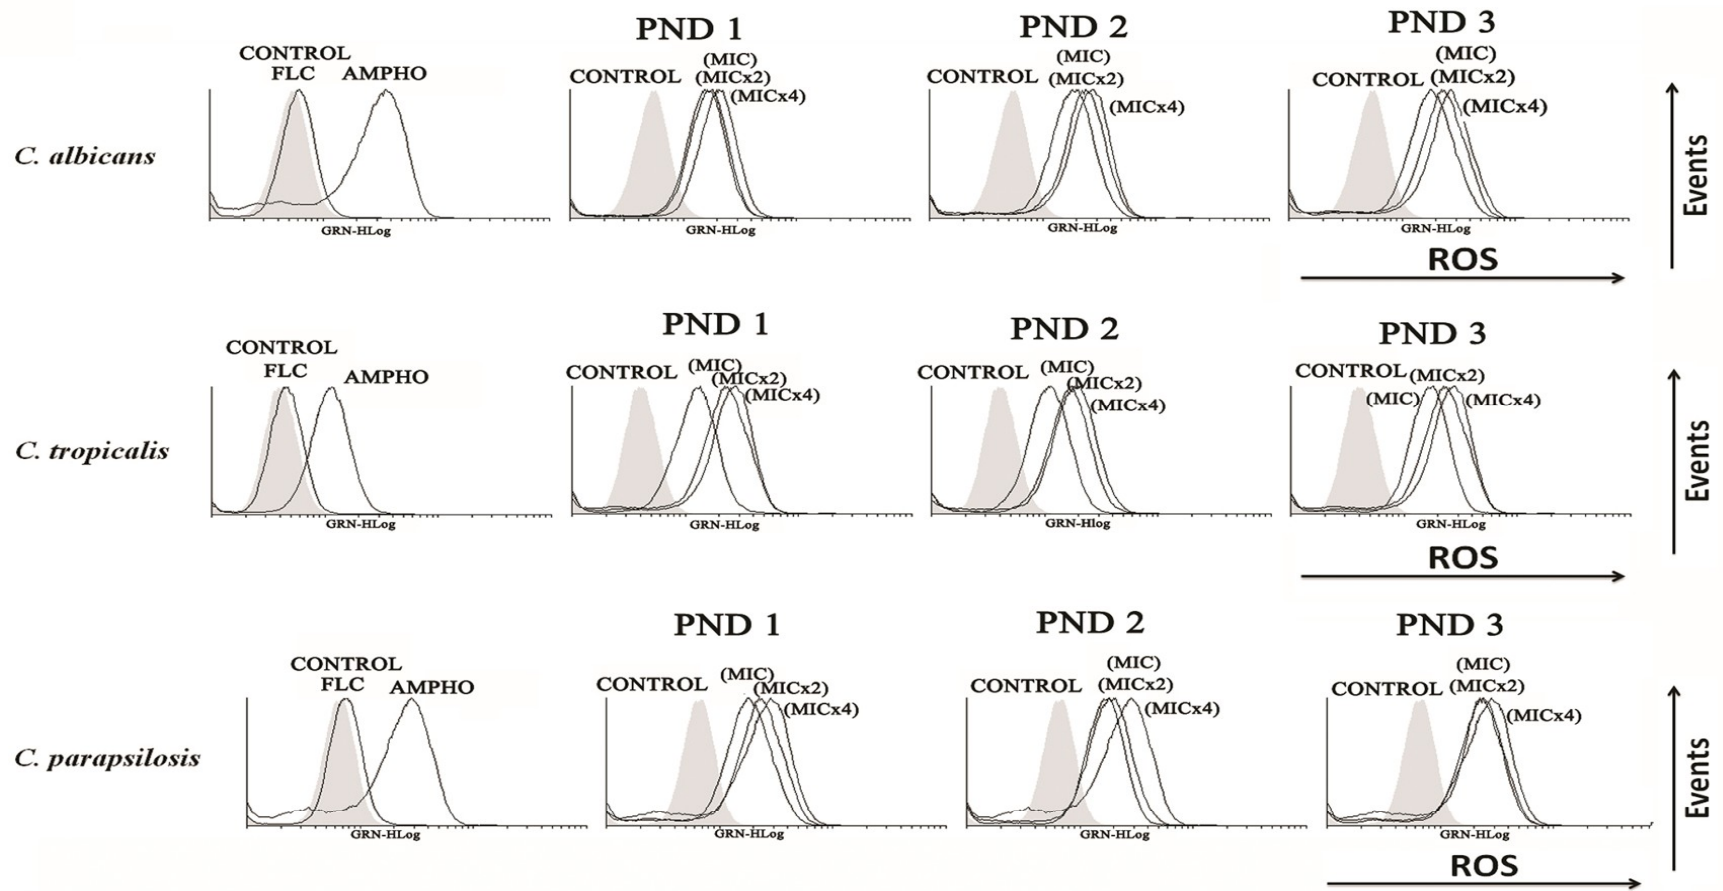 PND 1
PND 2
PND 3
CONTROL
FLC
AMPHO
CONTROL
(MIC)
(MICx2)
(MICx4)
CONTROL
(MIC)
(MICx2)
(MICx4)
CONTROL
(MIC)
(MICx2)
(MICx4)
C. albicans
Events
GRN-HLog
GRN-HLog
GRN-HLog
GRN-HLog
ROS
PND 1
PND 2
PND 3
CONTROL
FLC
AMPHO
CONTROL
(MIC)
(MICx2)
(MICx4)
CONTROL
(MIC)
(MICx2)
(MICx4)
CONTROL
(MICx2)
(MIC)
(MICx4)
C. tropicalis
Events
GRN-HLog
GRN-HLog
GRN-Hlog
GRN-HLog
ROS
PND 1
PND 2
PND 3
CONTROL
FLC
AMPHO
CONTROL
(MIC)
(MICx2)
(MICx4)
CONTROL
(MIC)
(MICx2)
(MICx4)
CONTROL
(MIC)
(MICx2)
(MICx4)
C. parapsilosis
Events
GRN-HLog
GRN-HLog
GRN-HLog
GRN-HLog
ROS